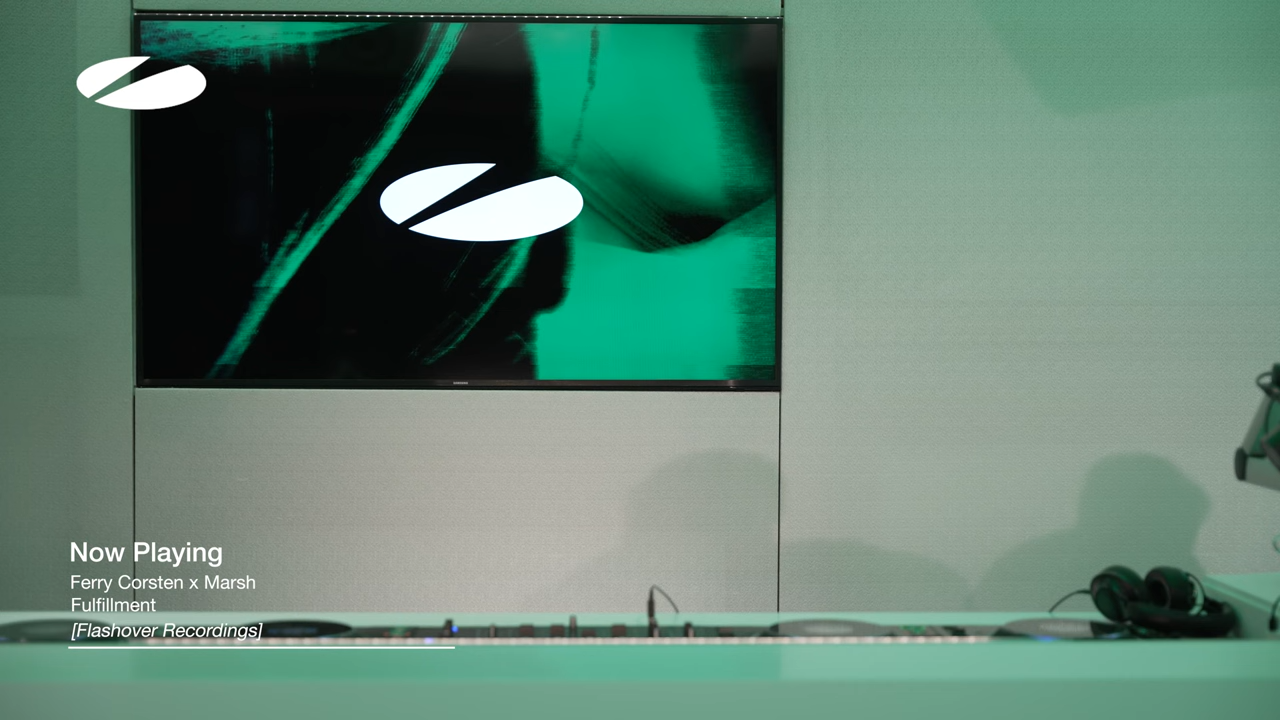 Now Playing
Ferry Corsten x Marsh
Fulfillment
[Flashover Recordings]